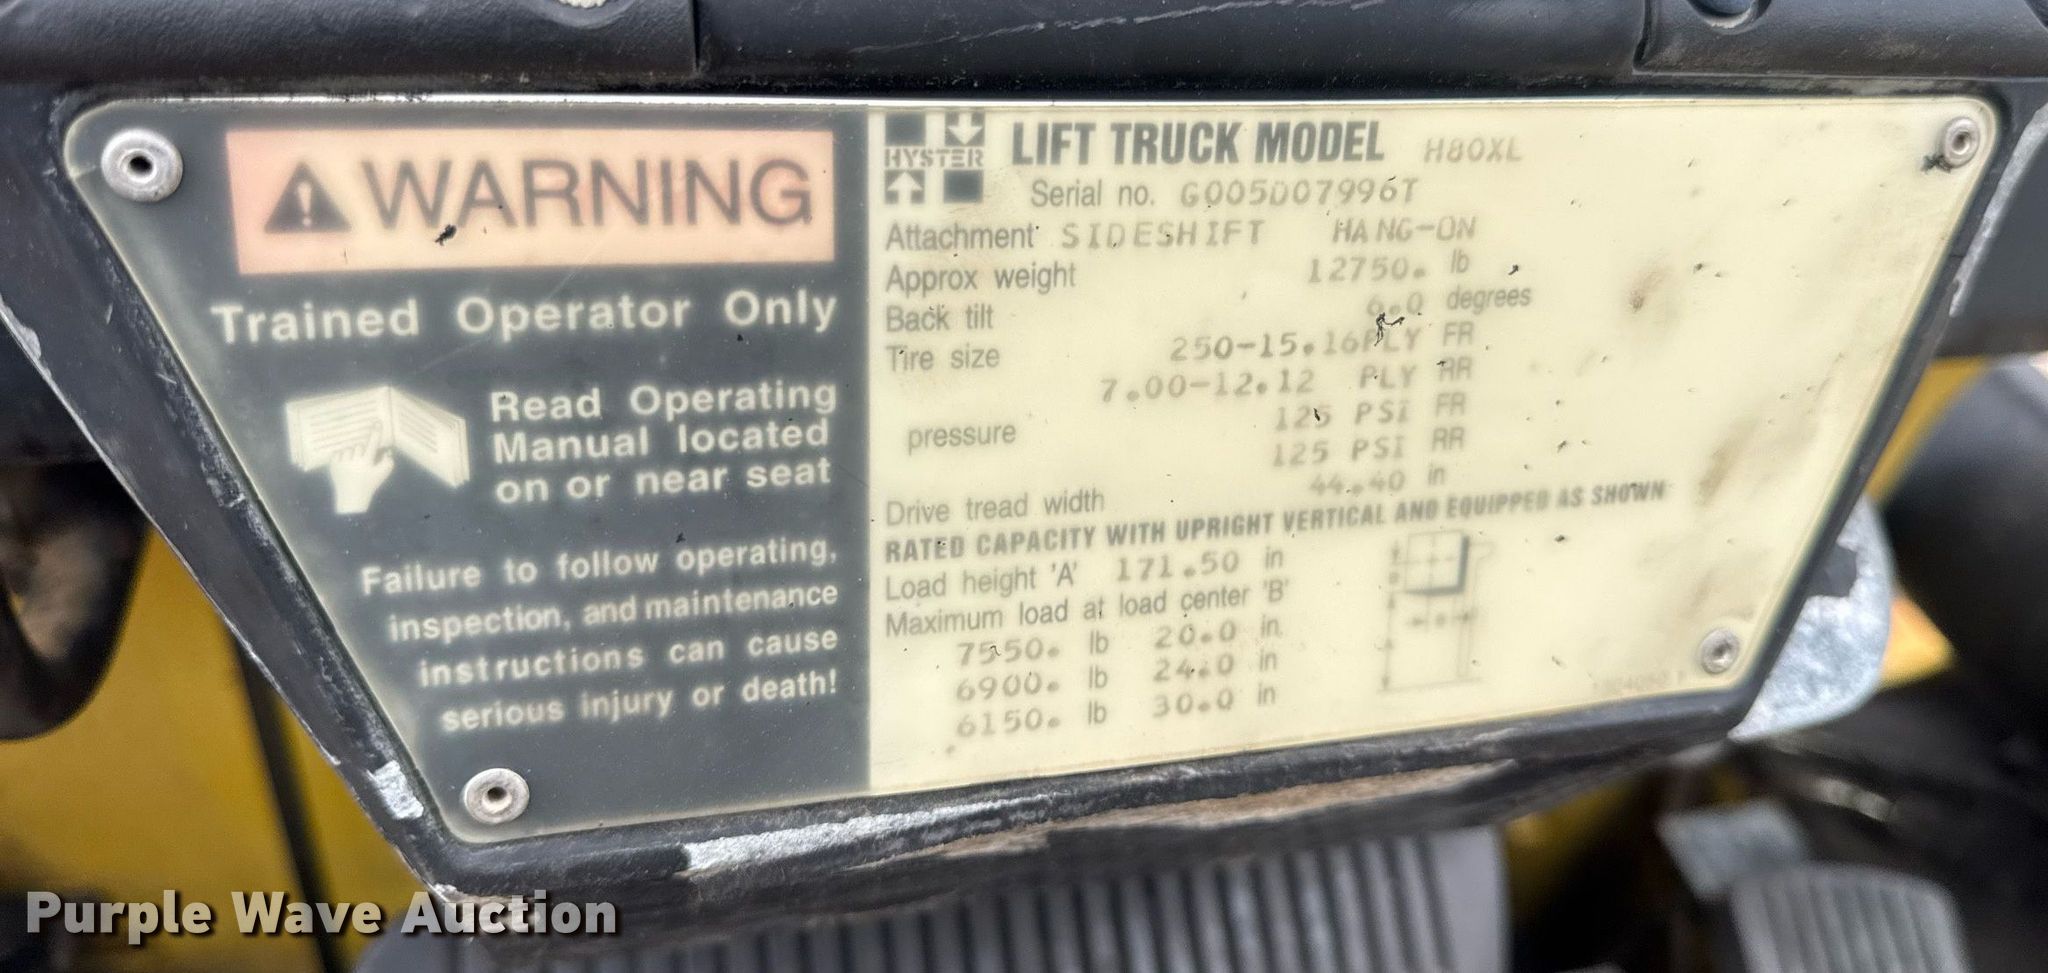 WARNING
Trained Operator Only
Read Operating
Manual located
on or near seat
Failure to follow operating,
inspection, and maintenance
instructions can cause
serious injury or death!
HYSTER
LIFT TRUCK MODEL H80XL
Serial no. G005D07996T
Attachment SIDESHIFT HANG-ON
Approx weight 12750. lb
Back tilt 6.0 degrees
Tire size 250-15.16PLY FR
7.00-12.12 PLY RR
pressure 125 PSI FR
125 PSI RR
Drive tread width 44.40 in
RATED CAPACITY WITH UPRIGHT VERTICAL AND EQUIPPED AS SHOWN
Load height 'A' 171.50 in
Maximum load at load center 'B'
7550. lb 20.0 in
6900. lb 24.0 in
6150. lb 30.0 in
Purple Wave Auction